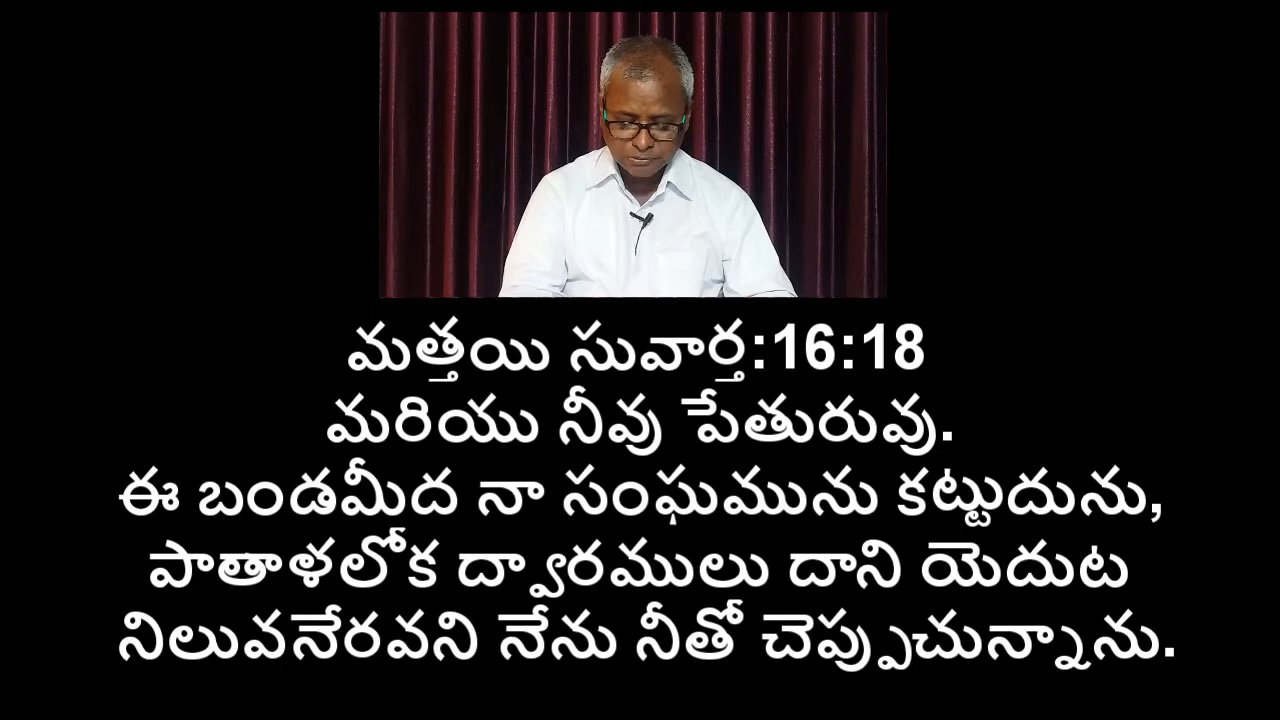 మత్తయి సువార్త:16:18
మరియు నీవు పేతురువు.
ఈ బండమీద నా సంఘమును కట్టుదును,
పాతాళలోక ద్వారములు దాని యెదుట
నిలువనేరవని నేను నీతో చెప్పుచున్నాను.